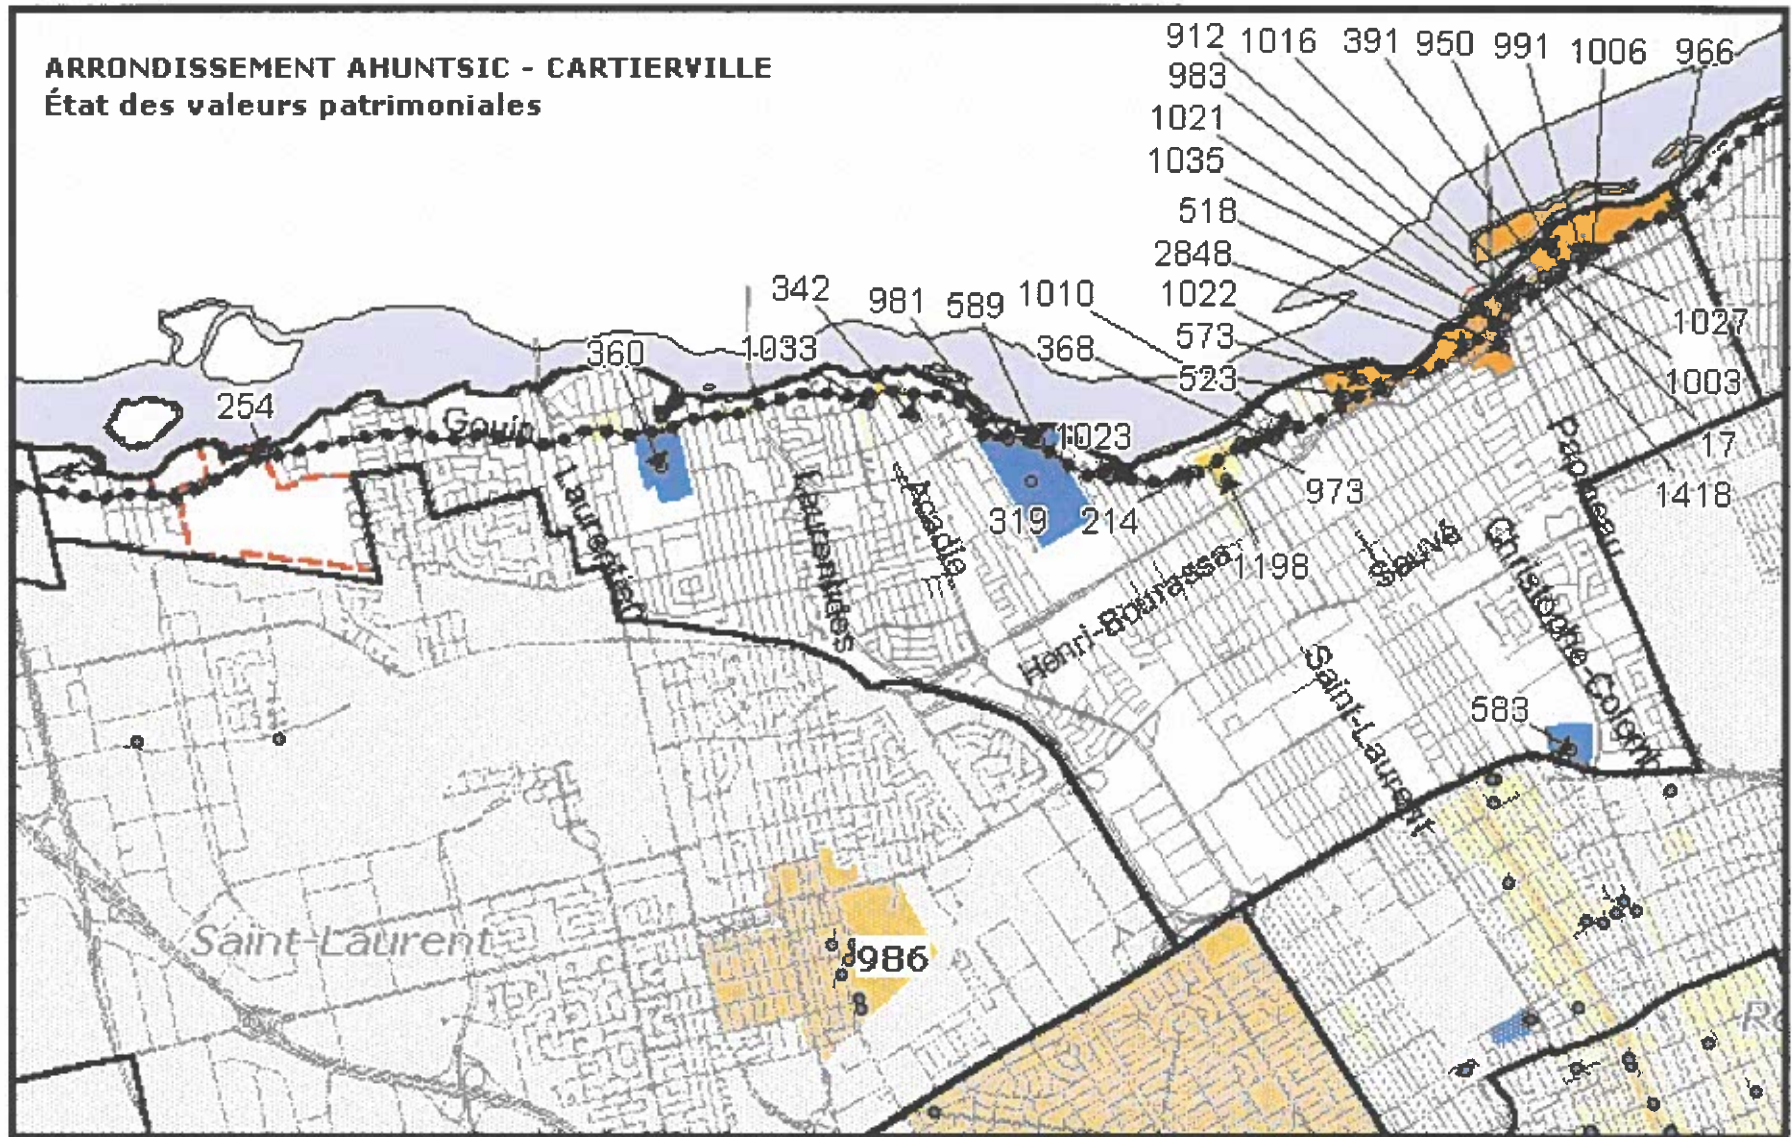 ARRONDISSEMENT AHUNTSIC - CARTIERVILLE
État des valeurs patrimoniales
912 1016 391 950 991 1006 966
983
1021
1035
518
2848
1022
573
523
342 981 589 1010
368
360 1033
254
Gouin
1027
1003
17
1418
1023
973
319 214
1198
Laurentien
Laurentides
Acadie
Henri-Bourassa
Sauvé
Christophe-Colomb
Papineau
Saint-Laurent
583
Saint-Laurent
986